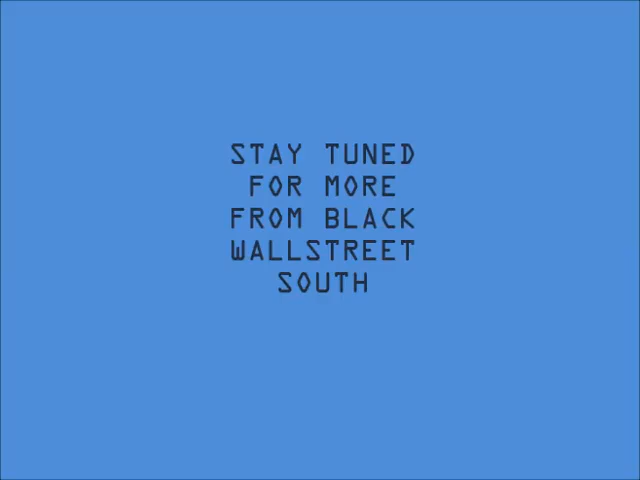 STAY TUNED
FOR MORE
FROM BLACK
WALLSTREET
SOUTH